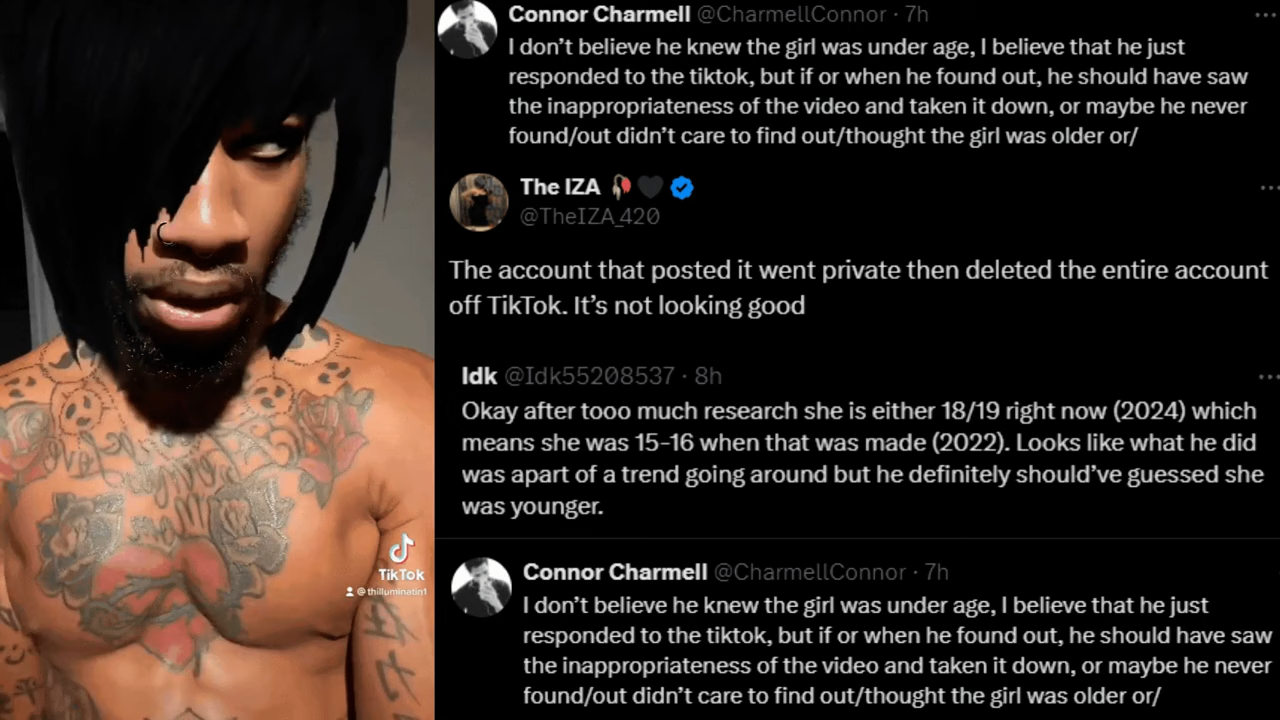 Connor Charmell @CharmellConnor · 7h
I don't believe he knew the girl was under age, I believe that he just
responded to the tiktok, but if or when he found out, he should have saw
the inappropriateness of the video and taken it down, or maybe he never
found/out didn't care to find out/thought the girl was older or/
The IZA 🥀🖤
@TheIZA_420
The account that posted it went private then deleted the entire account
off TikTok. It's not looking good
Idk @Idk55208537 · 8h
Okay after tooo much research she is either 18/19 right now (2024) which
means she was 15-16 when that was made (2022). Looks like what he did
was apart of a trend going around but he definitely should've guessed she
was younger.
Connor Charmell @CharmellConnor · 7h
I don't believe he knew the girl was under age, I believe that he just
responded to the tiktok, but if or when he found out, he should have saw
the inappropriateness of the video and taken it down, or maybe he never
found/out didn't care to find out/thought the girl was older or/
TikTok
@thilluminatin1